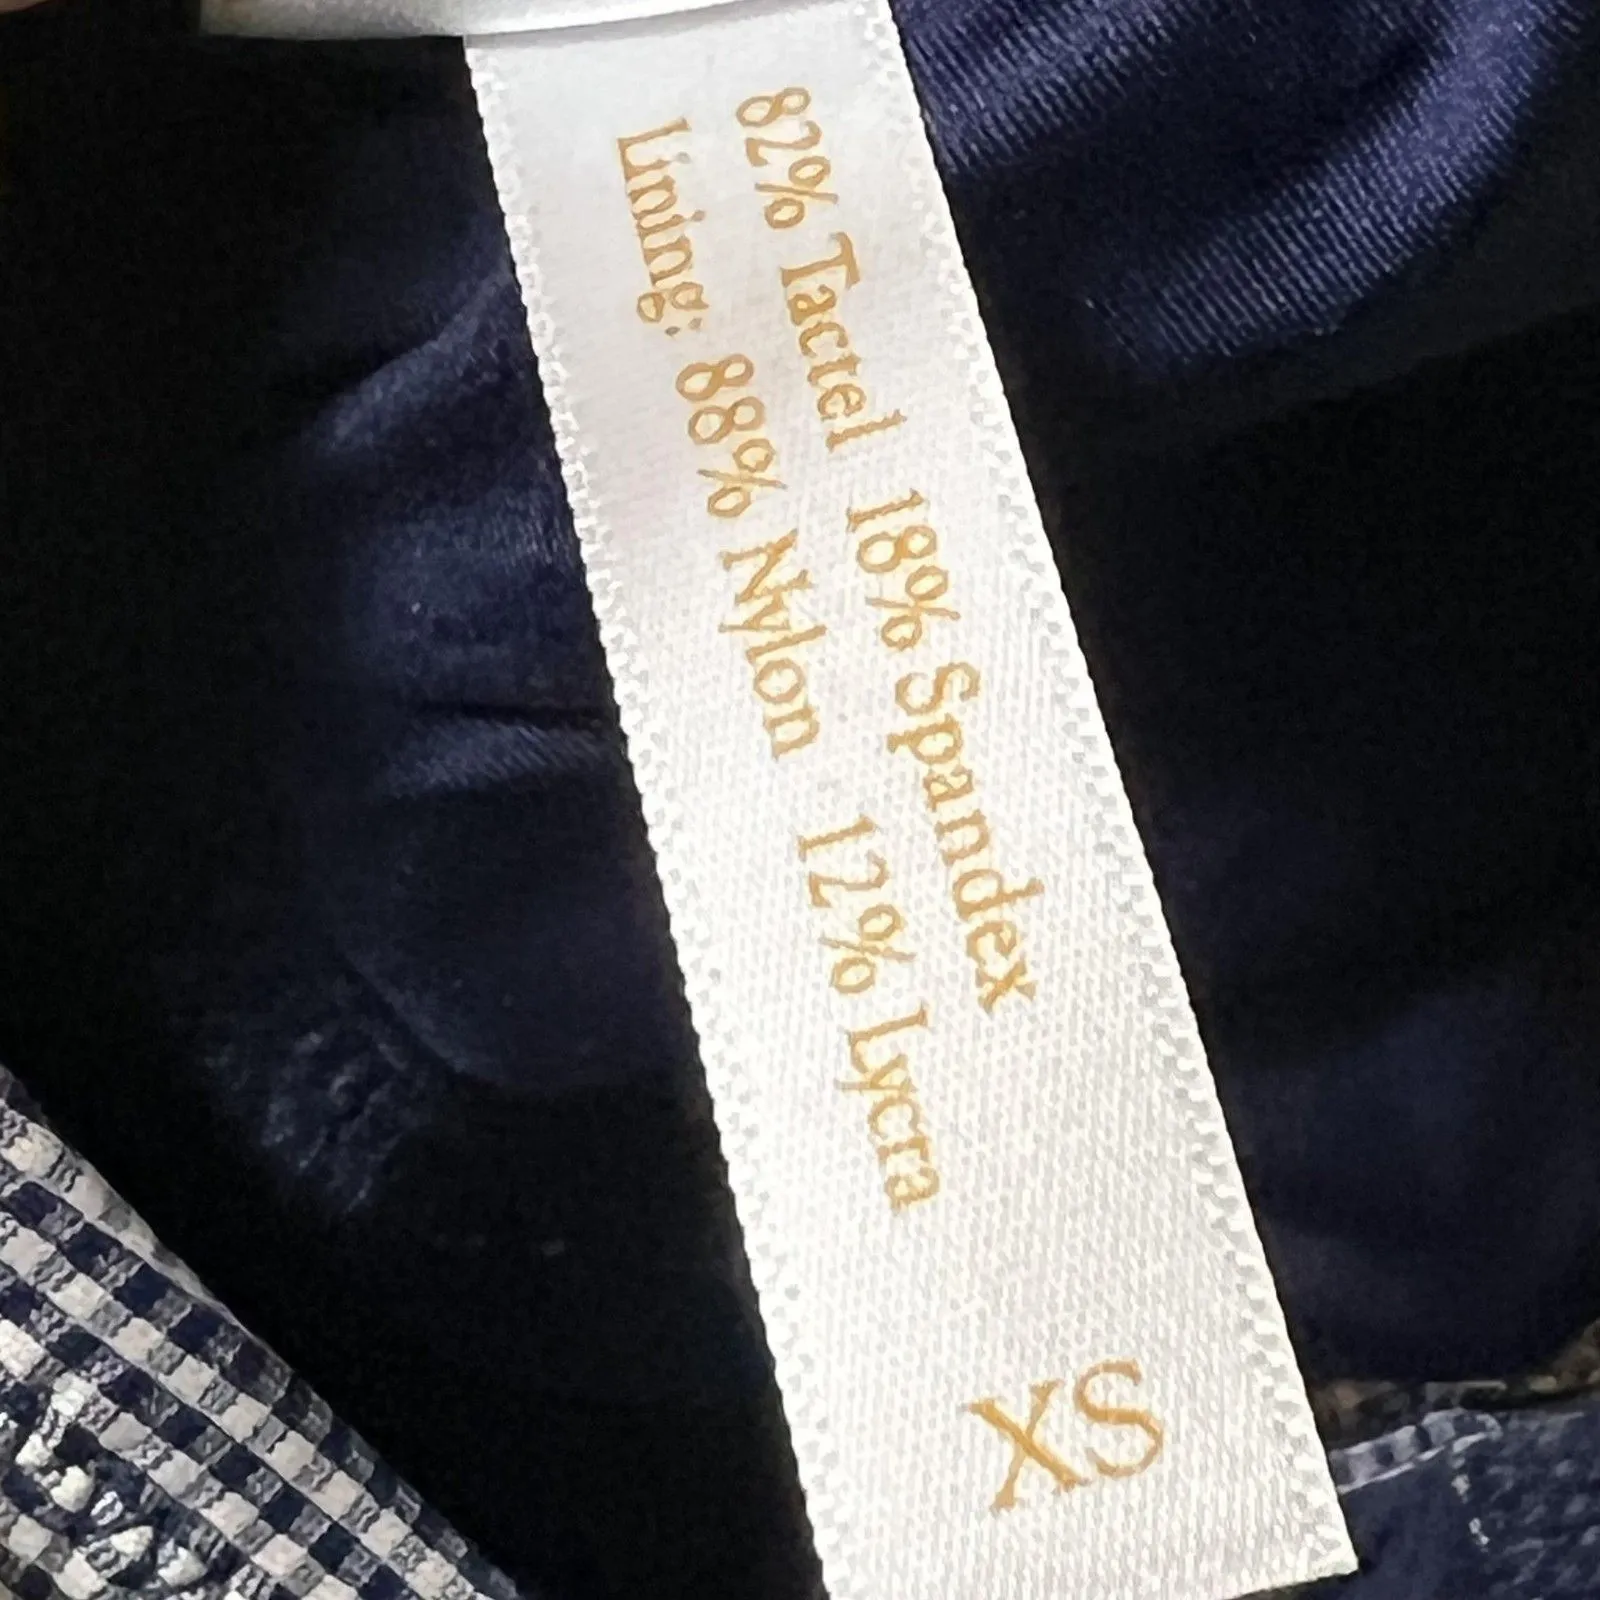 82% Tactel 18% Spandex
Lining: 88% Nylon 12% Lycra
XS